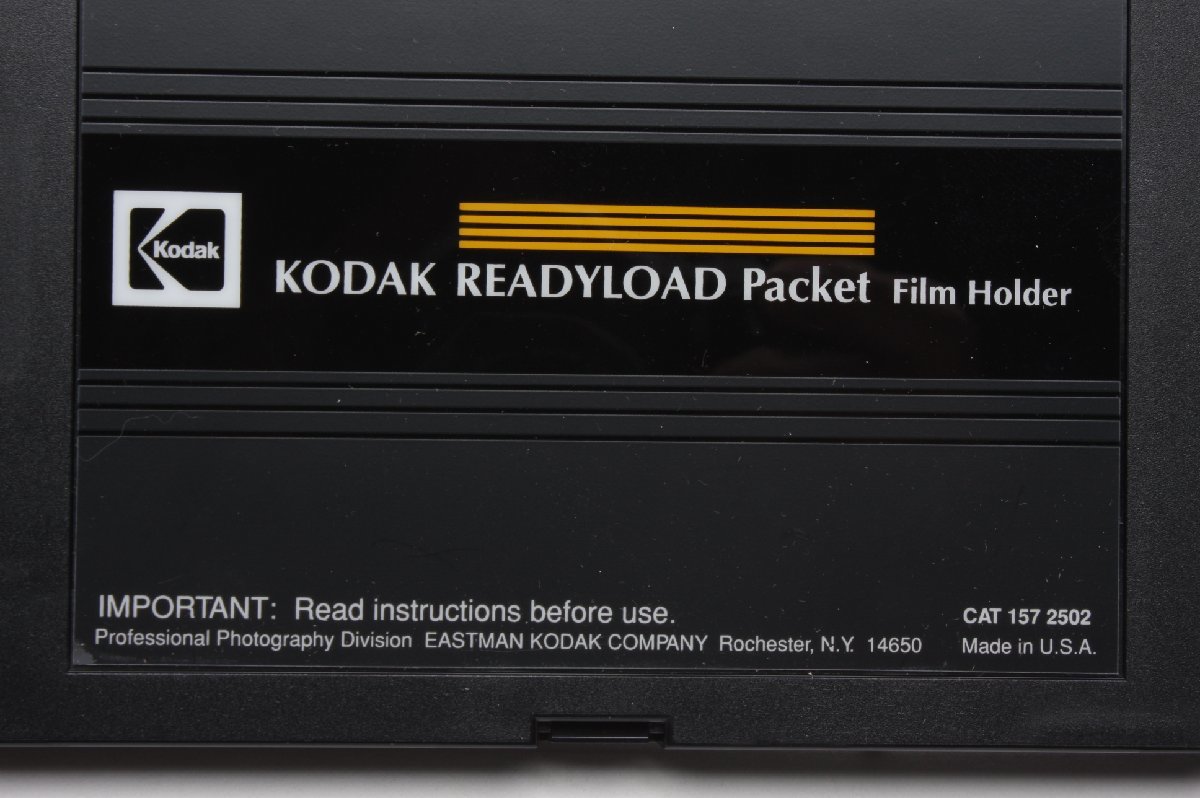 Kodak
KODAK READYLOAD Packet Film Holder
IMPORTANT: Read instructions before use.
Professional Photography Division EASTMAN KODAK COMPANY Rochester, N.Y. 14650
CAT 157 2502
Made in U.S.A.